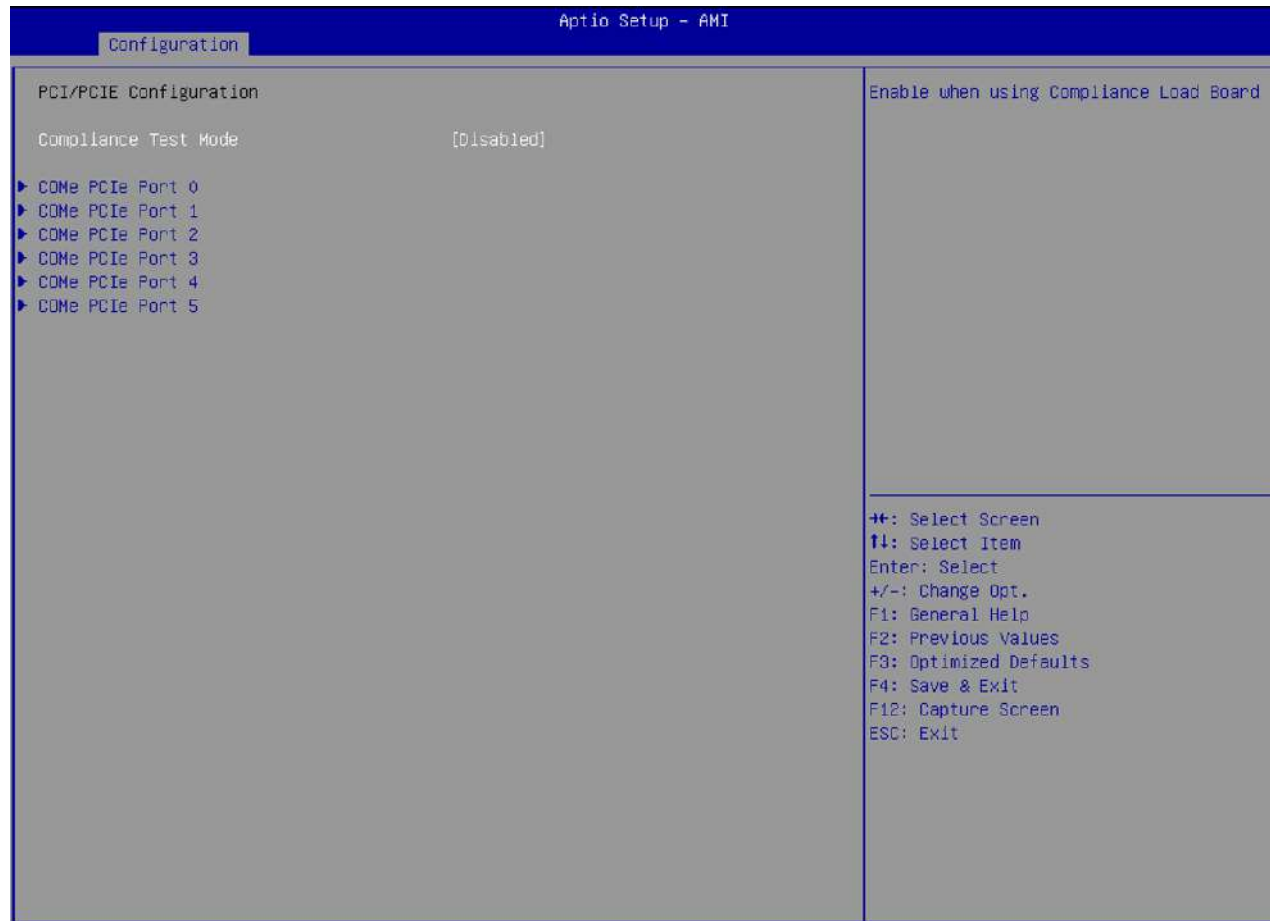 Aptio Setup - AMI
Configuration
PCI/PCIE Configuration
Compliance Test Mode [Disabled]
COMe PCIe Port 0
COMe PCIe Port 1
COMe PCIe Port 2
COMe PCIe Port 3
COMe PCIe Port 4
COMe PCIe Port 5
Enable when using Compliance Load Board
→←: Select Screen
↑↓: Select Item
Enter: Select
+/-: Change Opt.
F1: General Help
F2: Previous Values
F3: Optimized Defaults
F4: Save & Exit
F12: Capture Screen
ESC: Exit